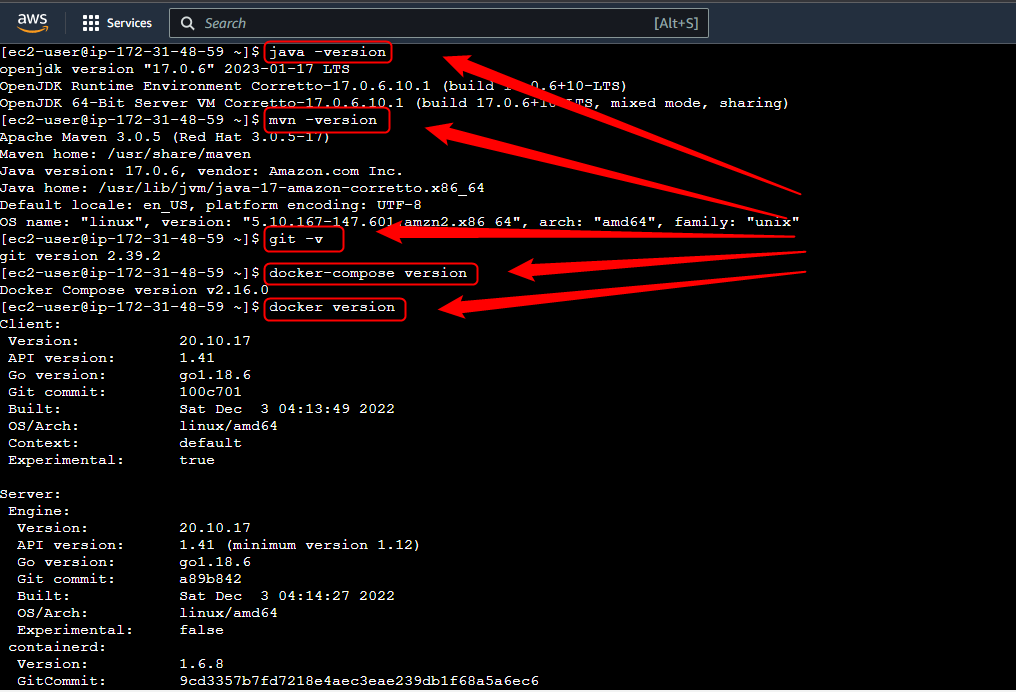 aws
Services
Search
[Alt+S]
[ec2-user@ip-172-31-48-59 ~]$ java -version
openjdk version "17.0.6" 2023-01-17 LTS
OpenJDK Runtime Environment Corretto-17.0.6.10.1 (build 17.0.6+10-LTS)
OpenJDK 64-Bit Server VM Corretto-17.0.6.10.1 (build 17.0.6+10-LTS, mixed mode, sharing)
[ec2-user@ip-172-31-48-59 ~]$ mvn -version
Apache Maven 3.0.5 (Red Hat 3.0.5-17)
Maven home: /usr/share/maven
Java version: 17.0.6, vendor: Amazon.com Inc.
Java home: /usr/lib/jvm/java-17-amazon-corretto.x86_64
Default locale: en_US, platform encoding: UTF-8
OS name: "linux", version: "5.10.167-147.601.amzn2.x86_64", arch: "amd64", family: "unix"
[ec2-user@ip-172-31-48-59 ~]$ git -v
git version 2.39.2
[ec2-user@ip-172-31-48-59 ~]$ docker-compose version
Docker Compose version v2.16.0
[ec2-user@ip-172-31-48-59 ~]$ docker version
Client:
 Version:           20.10.17
 API version:       1.41
 Go version:        go1.18.6
 Git commit:        100c701
 Built:             Sat Dec  3 04:13:49 2022
 OS/Arch:           linux/amd64
 Context:           default
 Experimental:      true
Server:
 Engine:
  Version:          20.10.17
  API version:      1.41 (minimum version 1.12)
  Go version:       go1.18.6
  Git commit:       a89b842
  Built:            Sat Dec  3 04:14:27 2022
  OS/Arch:          linux/amd64
  Experimental:     false
 containerd:
  Version:          1.6.8
  GitCommit:        9cd3357b7fd7218e4aec3eae239db1f68a5a6ec6